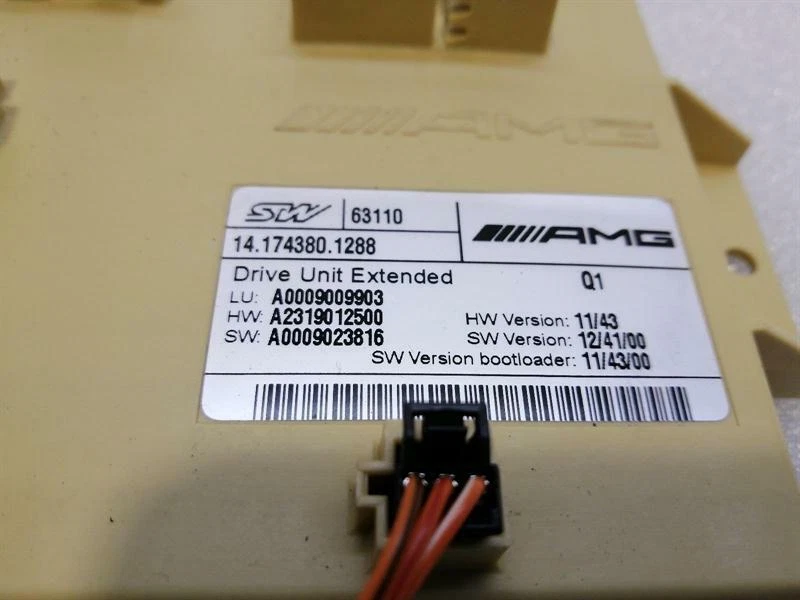 AMG
SW 63110
AMG
14.174380.1288
Drive Unit Extended Q1
LU: A0009009903
HW: A2319012500 HW Version: 11/43
SW: A0009023816 SW Version: 12/41/00
SW Version bootloader: 11/43/00